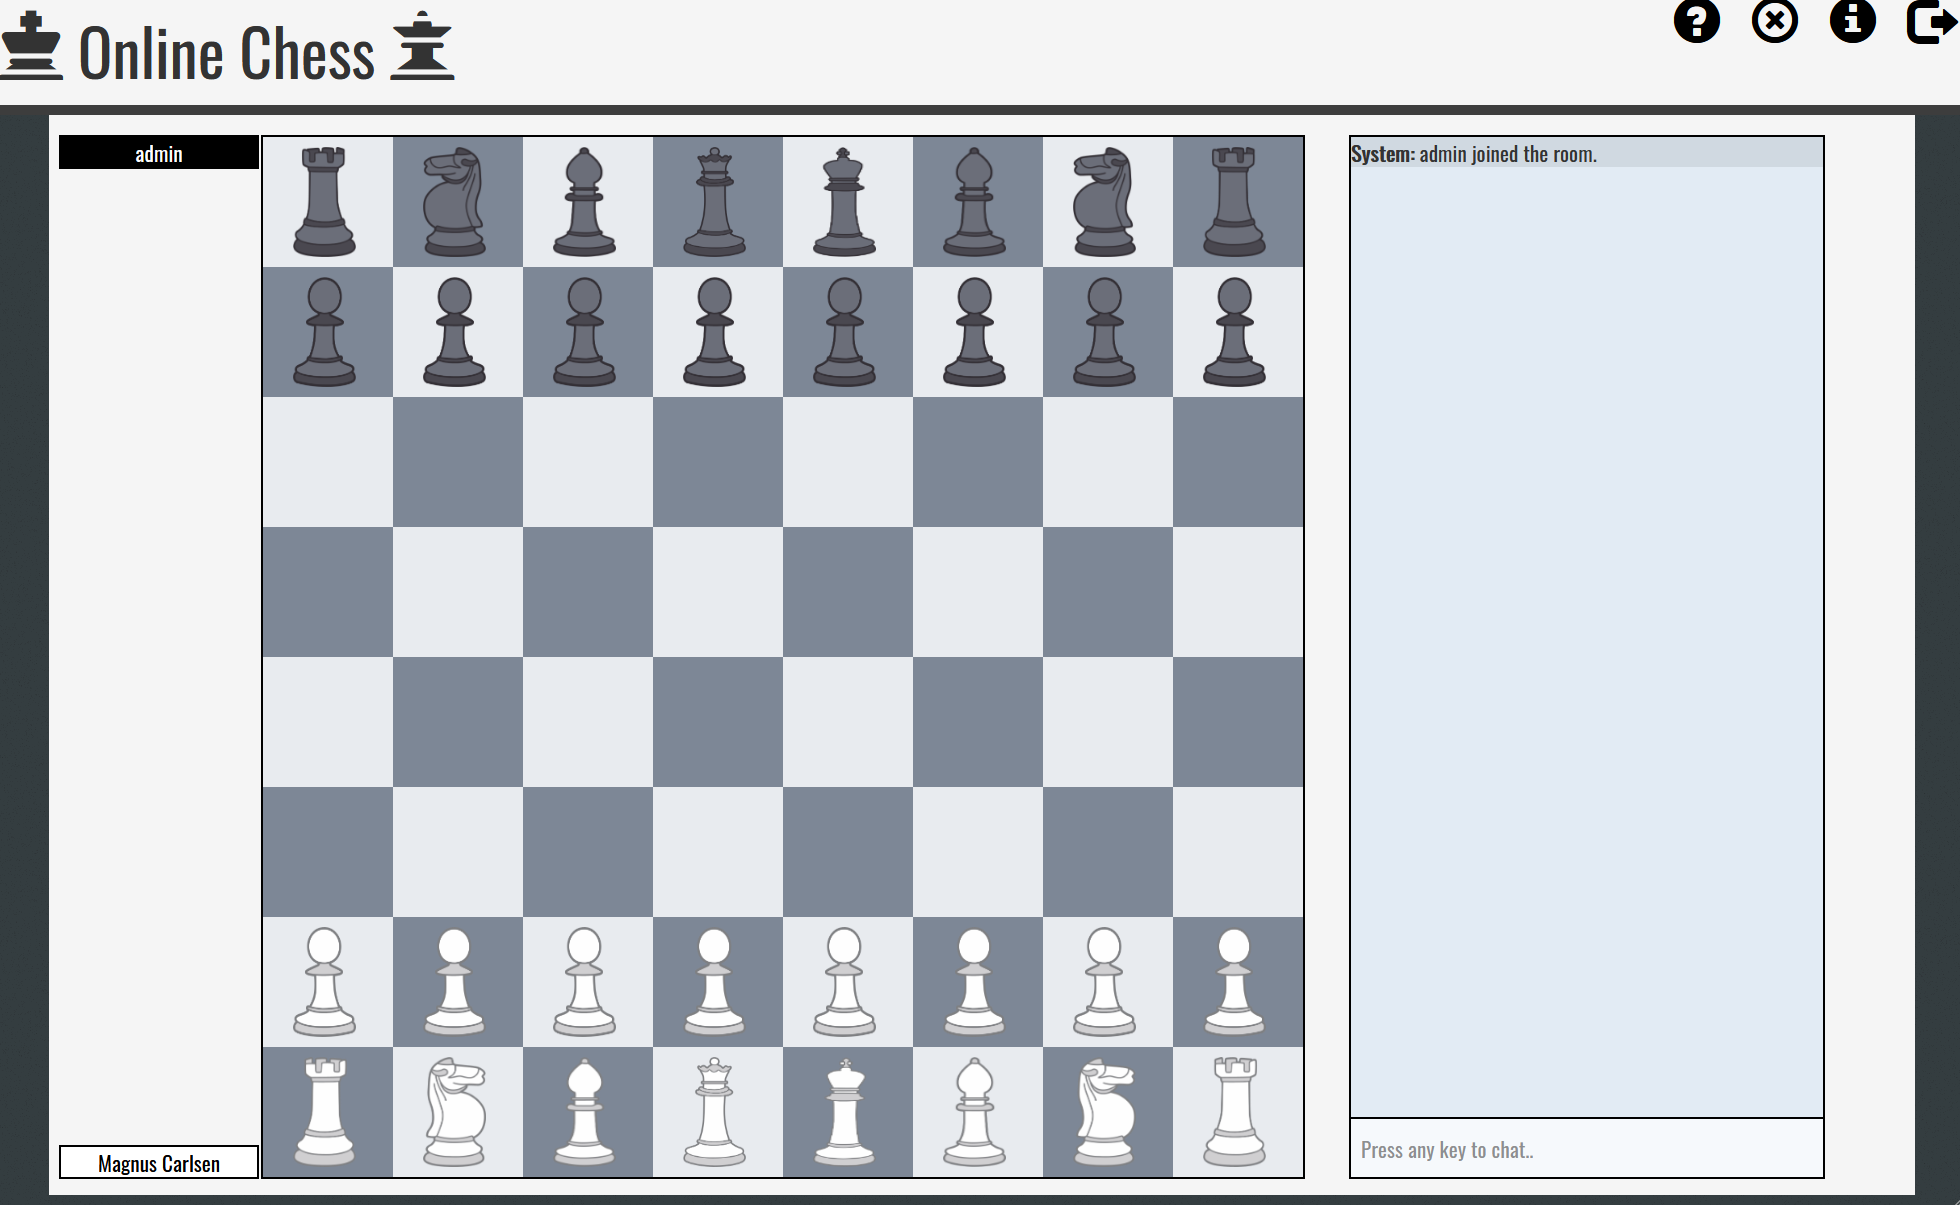 Online Chess
admin
System: admin joined the room.
Magnus Carlsen
Press any key to chat..